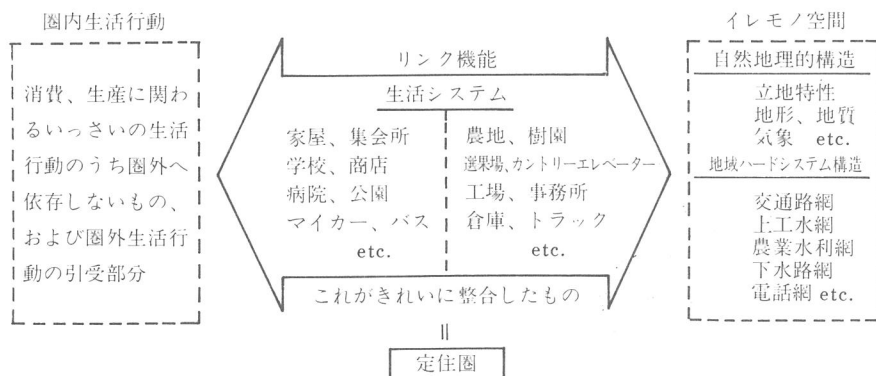 圏内生活行動
消費、生産に関わ
るいっさいの生活
行動のうち圏外へ
依存しないもの、
および圏外生活行
動の引受部分
リンク機能
生活システム
家屋、集会所
学校、商店
病院、公園
マイカー、バス
etc.
農地、樹園
選果場、カントリーエレベーター
工場、事務所
倉庫、トラック
etc.
これがきれいに整合したもの
=
定住圏
イレモノ空間
自然地理的構造
立地特性
地形、地質
気象 etc.
地域ハードシステム構造
交通路網
上工水網
農業水利網
下水路網
電話網 etc.